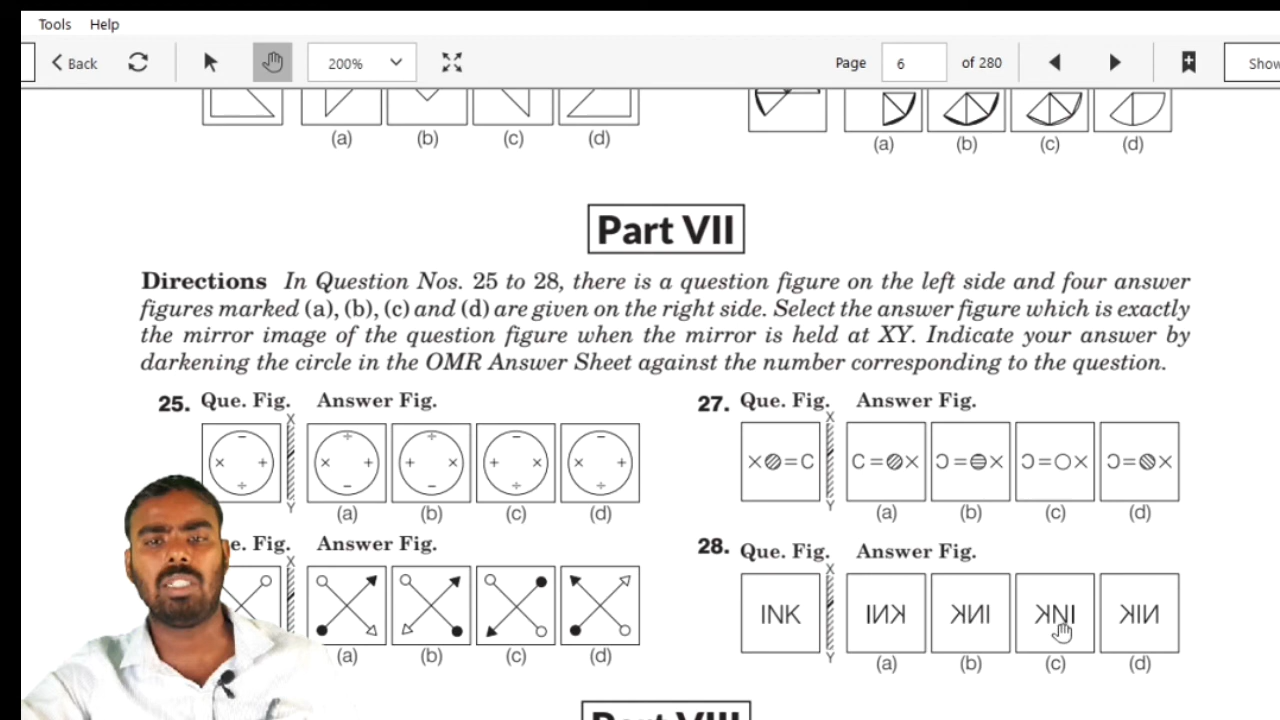 Tools Help
Back 200% Page 6 of 280 Show
(a) (b) (c) (d)
(a) (b) (c) (d)
Part VII
Directions In Question Nos. 25 to 28, there is a question figure on the left side and four answer
figures marked (a), (b), (c) and (d) are given on the right side. Select the answer figure which is exactly
the mirror image of the question figure when the mirror is held at XY. Indicate your answer by
darkening the circle in the OMR Answer Sheet against the number corresponding to the question.
25. Que. Fig. Answer Fig.
X
Y
(a) (b) (c) (d)
e. Fig. Answer Fig.
X
(a) (b) (c) (d)
27. Que. Fig. Answer Fig.
X
Y
(a) (b) (c) (d)
28. Que. Fig. Answer Fig.
X
INK
Y
(a) (b) (c) (d)
Part VIII